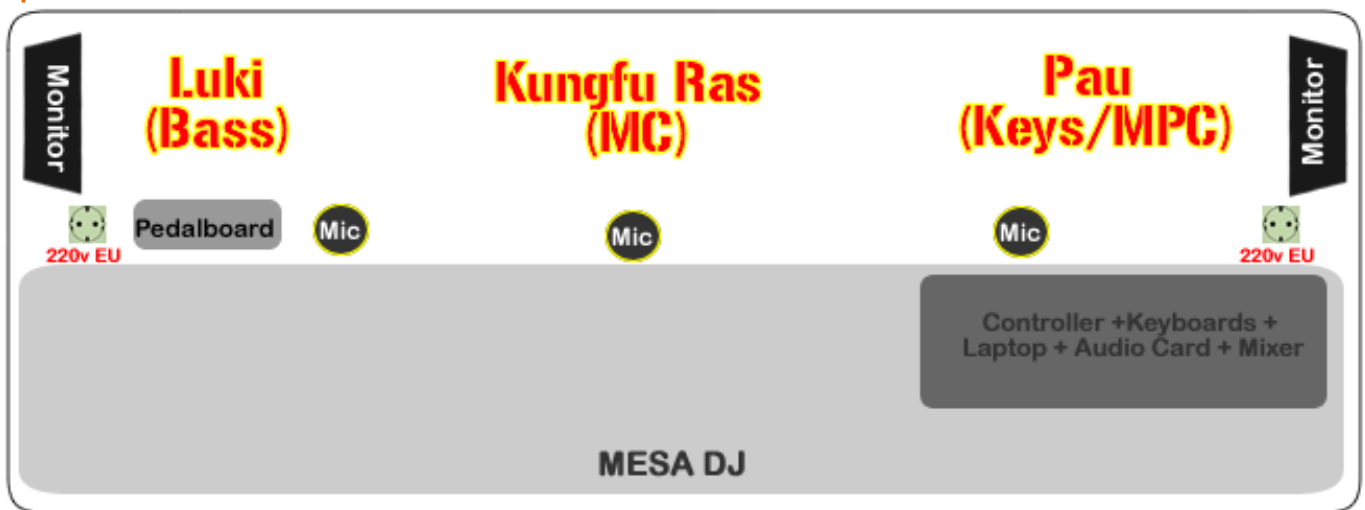 Monitor
Luki
(Bass)
Kungfu Ras
(MC)
Pau
(Keys/MPC)
Monitor
220v EU
Pedalboard
Mic
Mic
Mic
220v EU
Controller +Keyboards +
Laptop + Audio Card + Mixer
MESA DJ